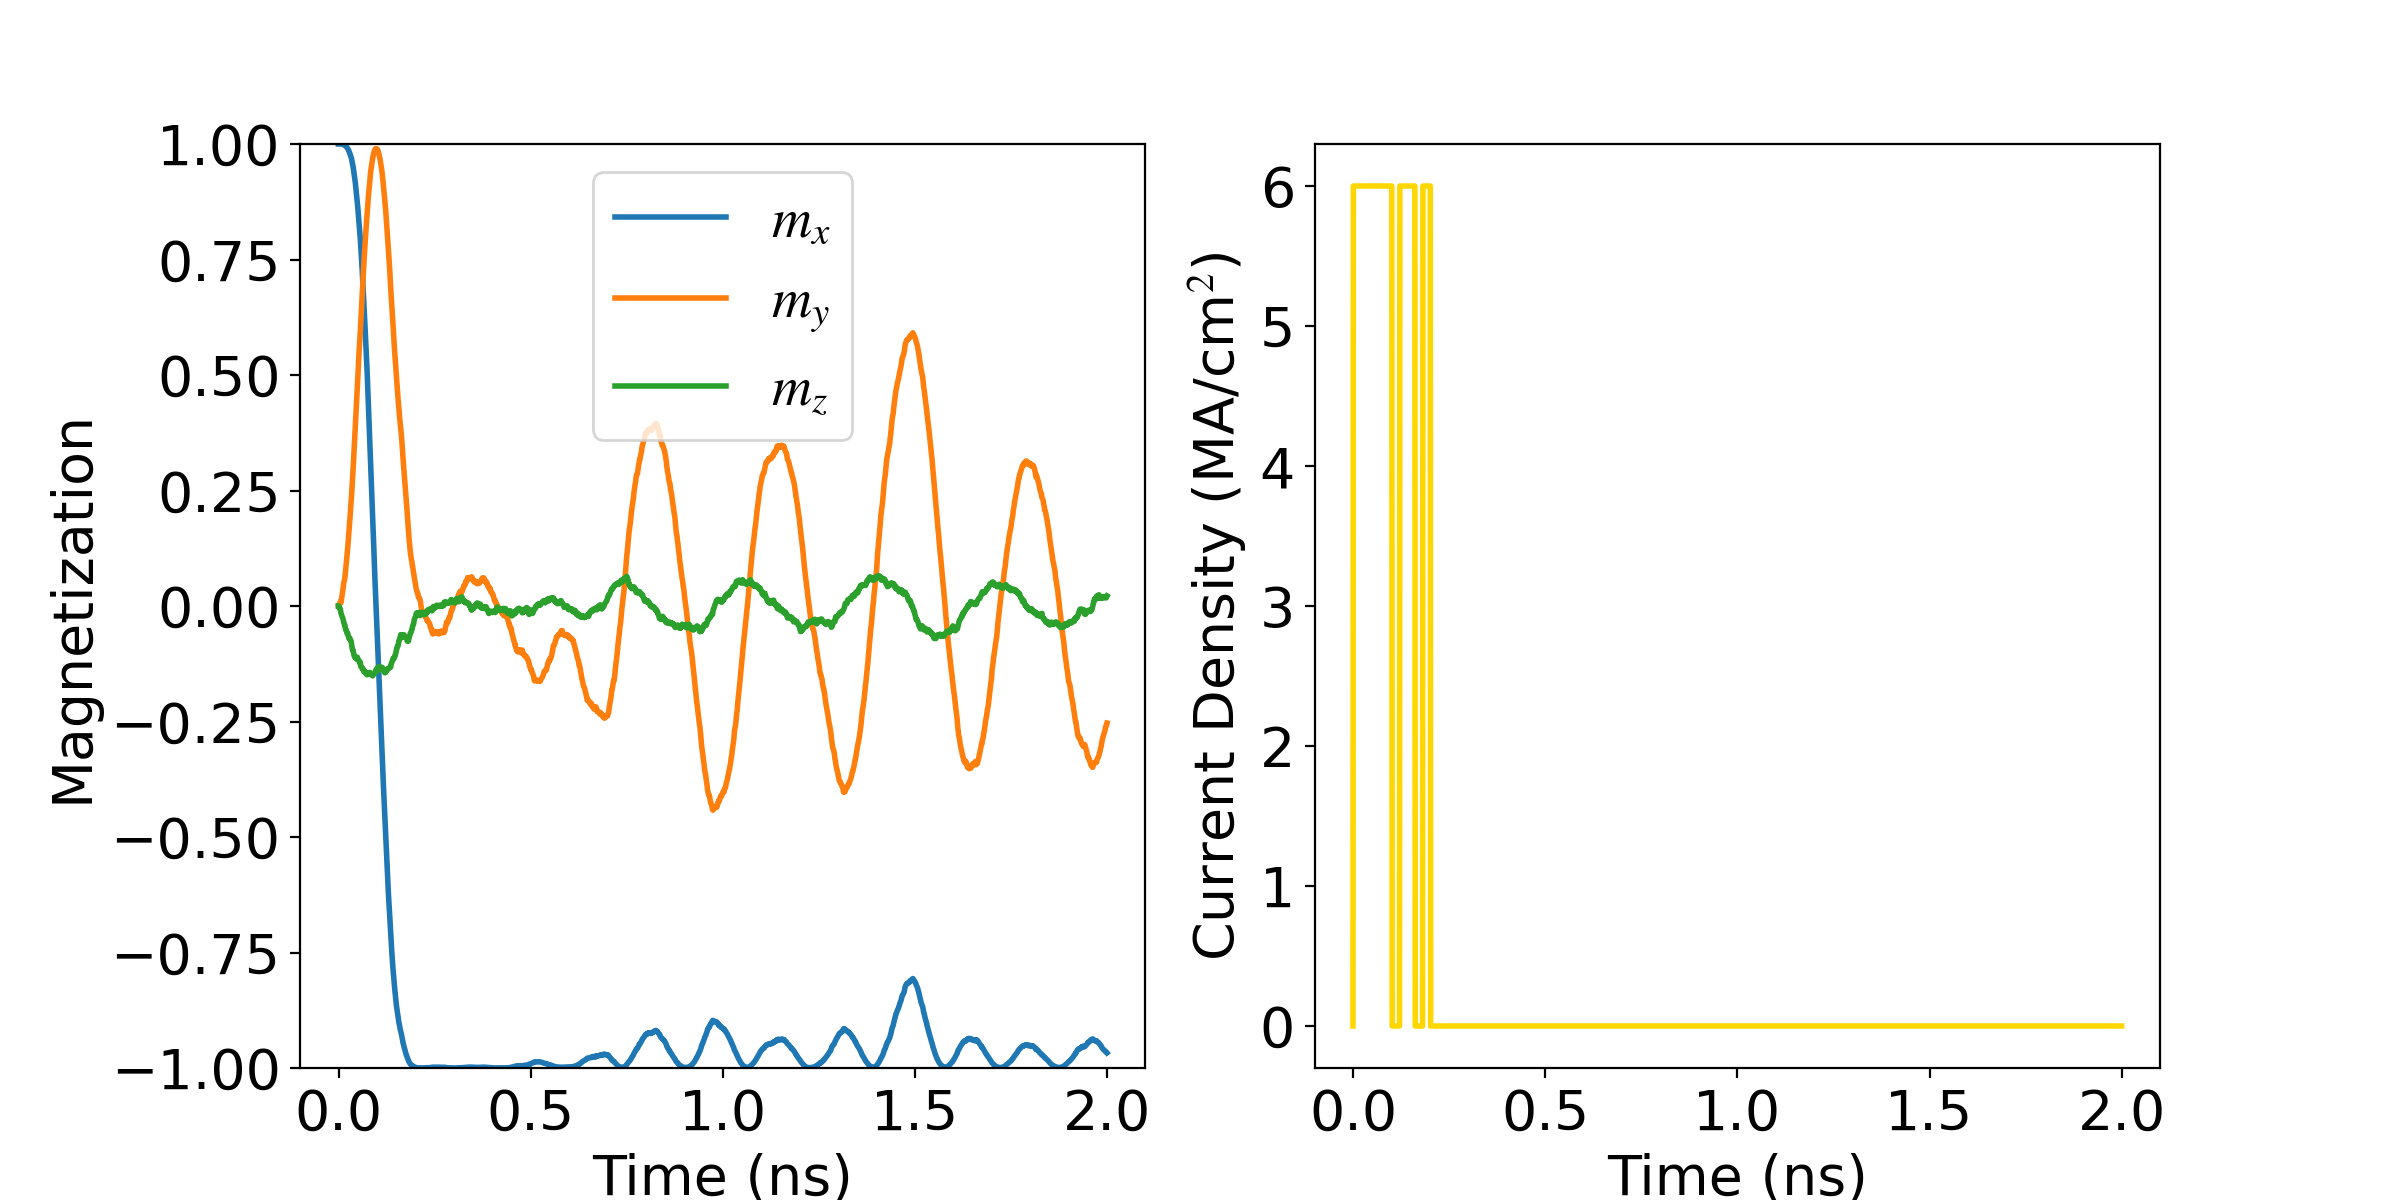 1.00
0.75
0.50
0.25
0.00
−0.25
−0.50
−0.75
−1.00
Magnetization
0.0 0.5 1.0 1.5 2.0
Time (ns)
m_x
m_y
m_z
6
5
4
3
2
1
0
Current Density (MA/cm²)
0.0 0.5 1.0 1.5 2.0
Time (ns)